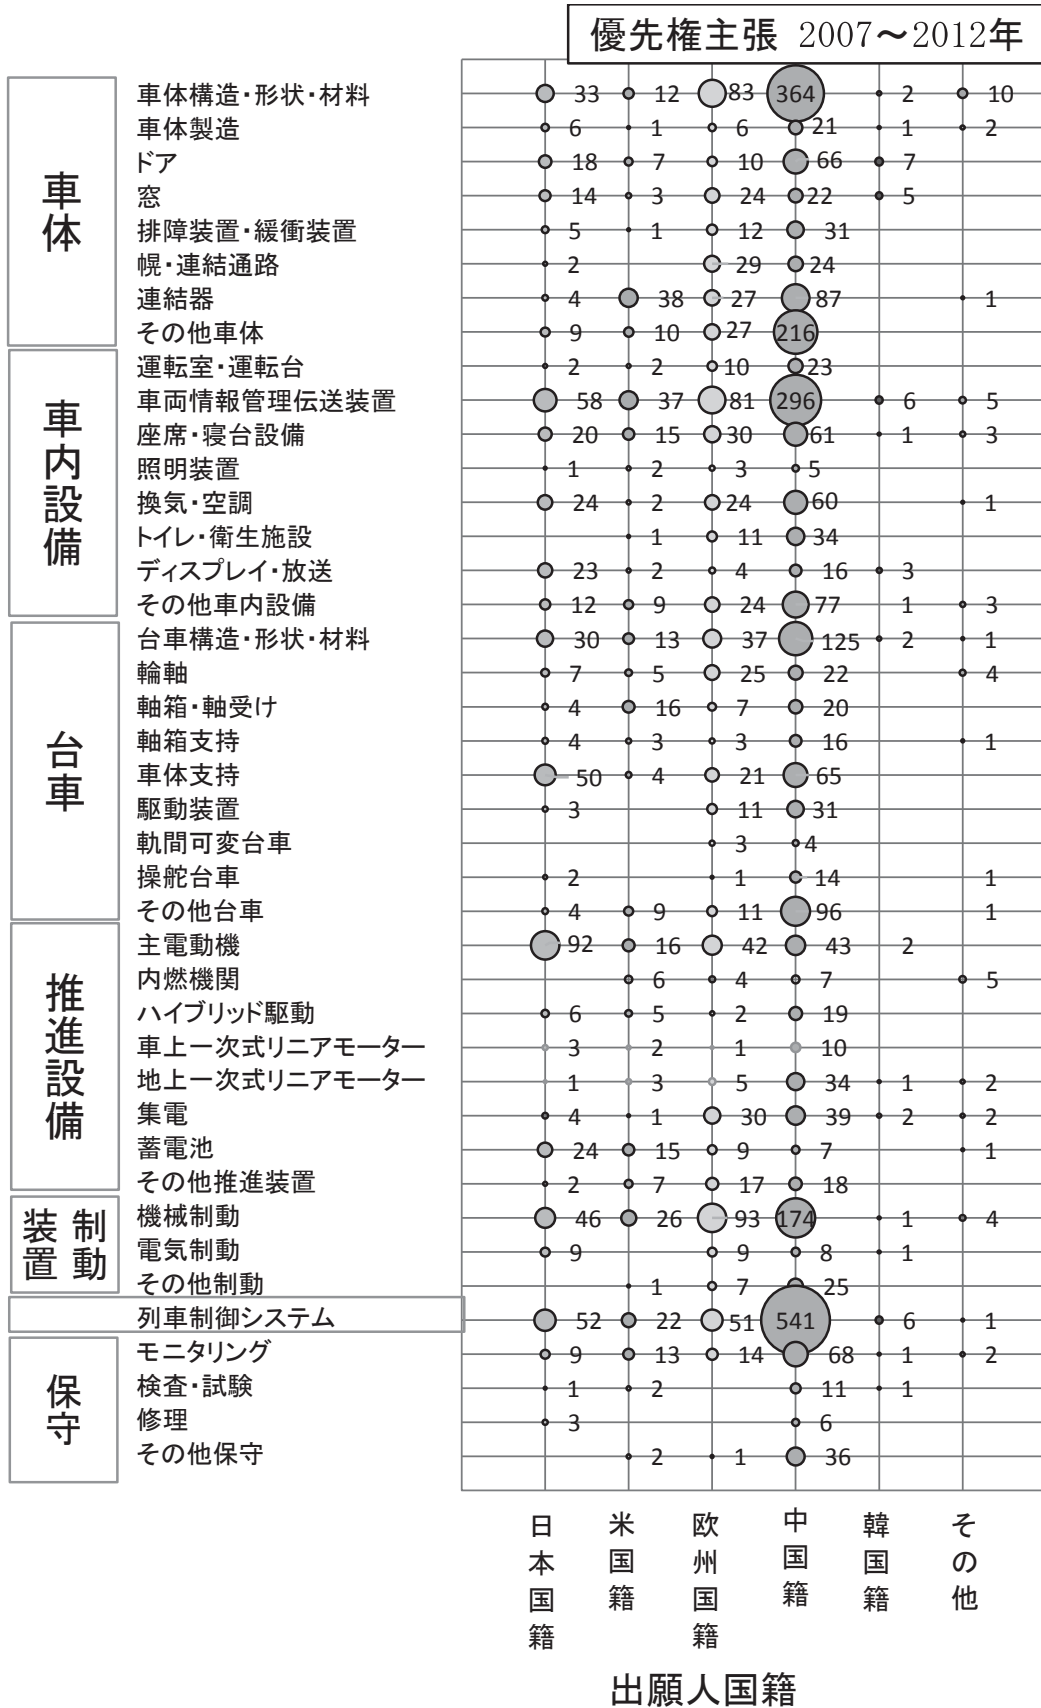 優先権主張 2007～2012年
車体
車体構造・形状・材料 33 12 83 364 2 10
車体製造 6 1 6 21 1 2
ドア 18 7 10 66 7
窓 14 3 24 22 5
排障装置・緩衝装置 5 1 12 31
幌・連結通路 2 29 24
連結器 4 38 27 87 1
その他車体 9 10 27 216
車内設備
運転室・運転台 2 2 10 23
車両情報管理伝送装置 58 37 81 296 6 5
座席・寝台設備 20 15 30 61 1 3
照明装置 1 2 3 5
換気・空調 24 2 24 60 1
トイレ・衛生施設 1 11 34
ディスプレイ・放送 23 2 4 16 3
その他車内設備 12 9 24 77 1 3
台車
台車構造・形状・材料 30 13 37 125 2 1
輪軸 7 5 25 22 4
軸箱・軸受け 4 16 7 20
軸箱支持 4 3 3 16 1
車体支持 50 4 21 65
駆動装置 3 11 31
軌間可変台車 3 4
操舵台車 2 1 14 1
その他台車 4 9 11 96 1
推進設備
主電動機 92 16 42 43 2
内燃機関 6 4 7 5
ハイブリッド駆動 6 5 2 19
車上一次式リニアモーター 3 2 1 10
地上一次式リニアモーター 1 3 5 34 1 2
集電 4 1 30 39 2 2
蓄電池 24 15 9 7 1
その他推進装置 2 7 17 18
制動装置
機械制動 46 26 93 174 1 4
電気制動 9 9 8 1
その他制動 1 7 25
列車制御システム 52 22 51 541 6 1
保守
モニタリング 9 13 14 68 1 2
検査・試験 1 2 11 1
修理 3 6
その他保守 2 1 36
日本国籍
米国籍
欧州国籍
中国籍
韓国籍
その他
出願人国籍